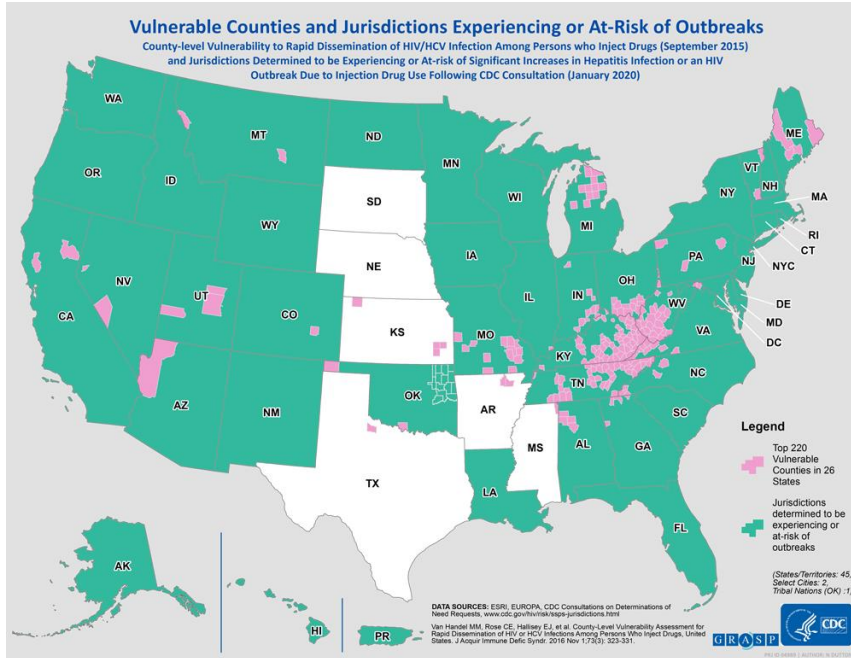 Vulnerable Counties and Jurisdictions Experiencing or At-Risk of Outbreaks
County-level Vulnerability to Rapid Dissemination of HIV/HCV Infection Among Persons who Inject Drugs (September 2015)
and Jurisdictions Determined to be Experiencing or At-risk of Significant Increases in Hepatitis Infection or an HIV
Outbreak Due to Injection Drug Use Following CDC Consultation (January 2020)
WA
MT
ND
MN
ME
OR
ID
SD
WI
VT
NH
NY
MA
WY
MI
RI
CT
IA
PA
NE
NJ
NYC
NV
UT
IL
IN
OH
CO
WV
DE
CA
KS
MO
VA
MD
KY
DC
NC
TN
AZ
NM
OK
AR
SC
MS
AL
GA
TX
LA
FL
AK
HI
PR
Legend
Top 220
Vulnerable
Counties in 26
States
Jurisdictions
determined to be
experiencing or
at-risk of
outbreaks
(States/Territories: 45,
Select Cities: 2,
Tribal Nations (OK) :1
DATA SOURCES: ESRI, EUROPA, CDC Consultations on Determinations of
Need Requests, www.cdc.gov/hiv/risk/ssps-jurisdictions.html
Van Handel MM, Rose CE, Hallisey EJ, et al. County-Level Vulnerability Assessment for
Rapid Dissemination of HIV or HCV Infections Among Persons Who Inject Drugs, United
States. J Acquir Immune Defic Syndr. 2016 Nov 1;73(3): 323-331.
GRASP
CDC